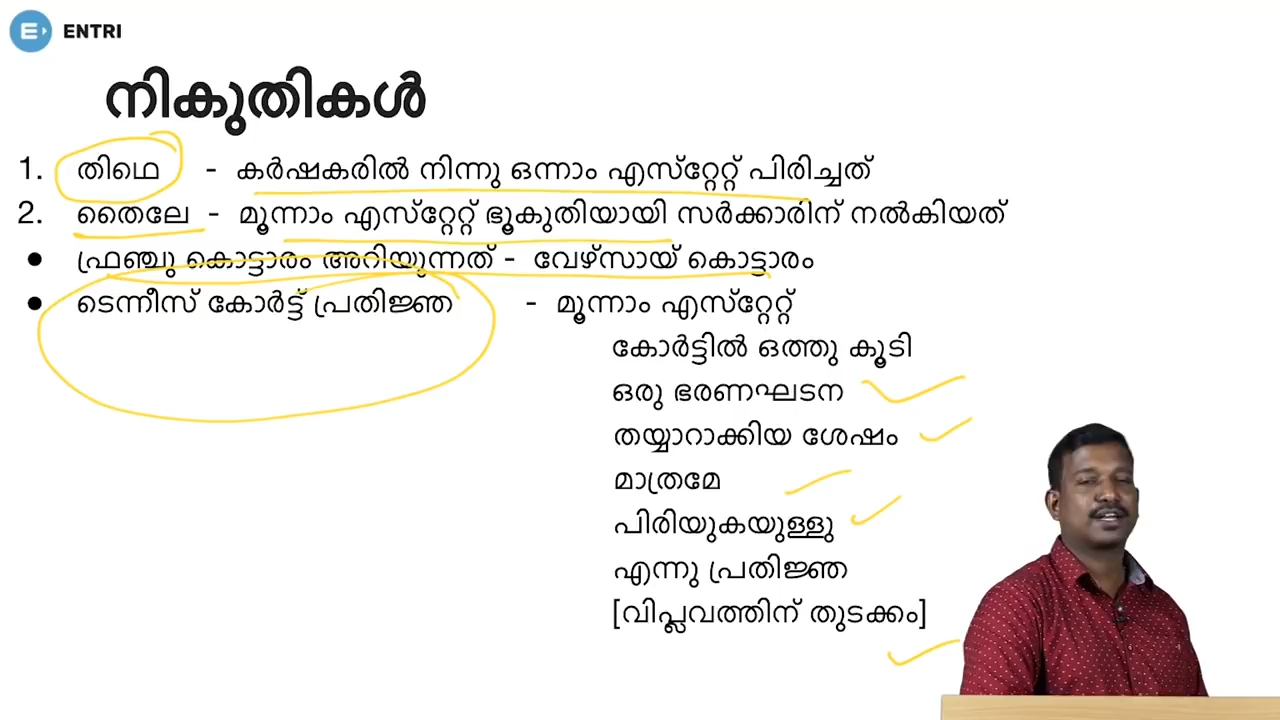 ENTRI
നികുതികൾ
1. തിഥെ - കർഷകരിൽ നിന്നു ഒന്നാം എസ്റ്റേറ്റ് പിരിച്ചത്
2. തൈലേ - മൂന്നാം എസ്റ്റേറ്റ് ഭൂകുതിയായി സർക്കാരിന് നൽകിയത്
● ഫ്രഞ്ചു കൊട്ടാരം അറിയുന്നത് - വേഴ്സായ് കൊട്ടാരം
● ടെന്നീസ് കോർട്ട് പ്രതിജ്ഞ - മൂന്നാം എസ്റ്റേറ്റ്
കോർട്ടിൽ ഒത്തു കൂടി
ഒരു ഭരണഘടന
തയ്യാറാക്കിയ ശേഷം
മാത്രമേ
പിരിയുകയുള്ളു
എന്നു പ്രതിജ്ഞ
[വിപ്ലവത്തിന് തുടക്കം]